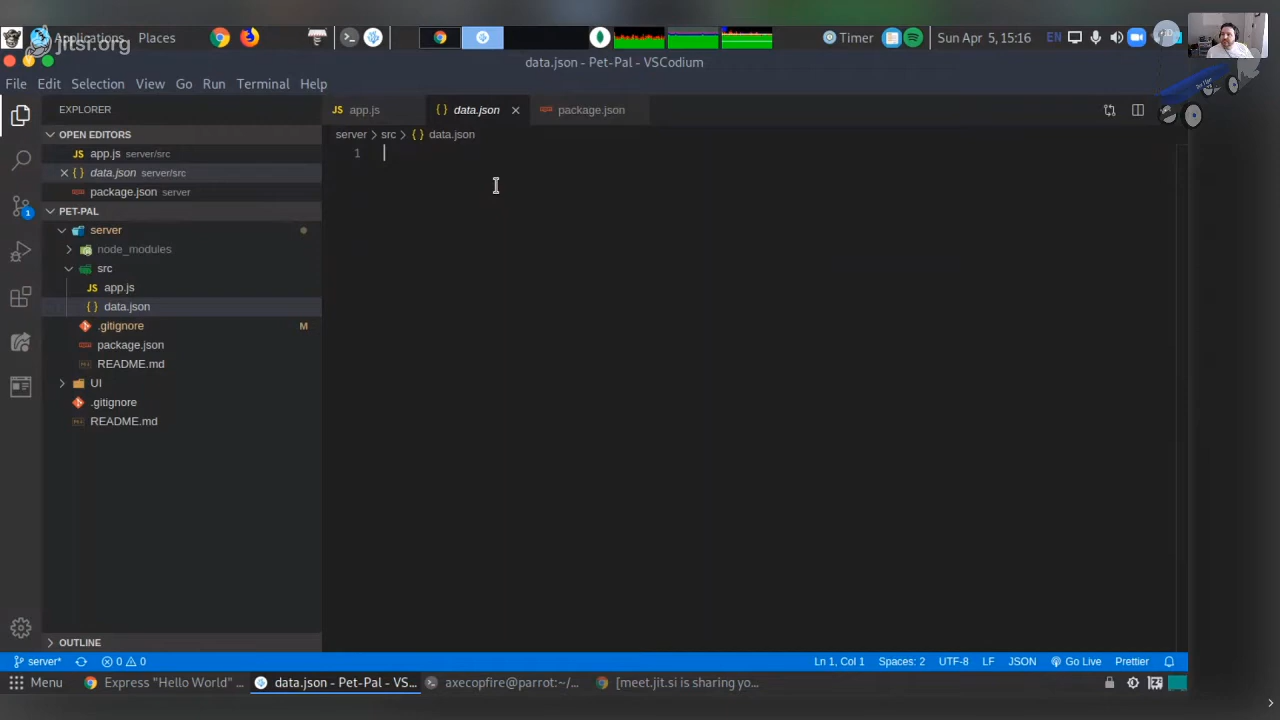 jitsi.org
Applications Places Timer Sun Apr 5, 15:16 EN
data.json - Pet-Pal - VSCodium
File Edit Selection View Go Run Terminal Help
EXPLORER
OPEN EDITORS
app.js server/src
data.json server/src
package.json server
PET-PAL
server
node_modules
src
app.js
data.json
.gitignore M
package.json
README.md
UI
.gitignore
README.md
OUTLINE
app.js data.json package.json
server src data.json
1
1
server* 0 0 Ln 1, Col 1 Spaces: 2 UTF-8 LF JSON Go Live Prettier
Menu Express "Hello World" ... data.json - Pet-Pal - VS... axecopfire@parrot:~/... [meet.jit.si is sharing yo...